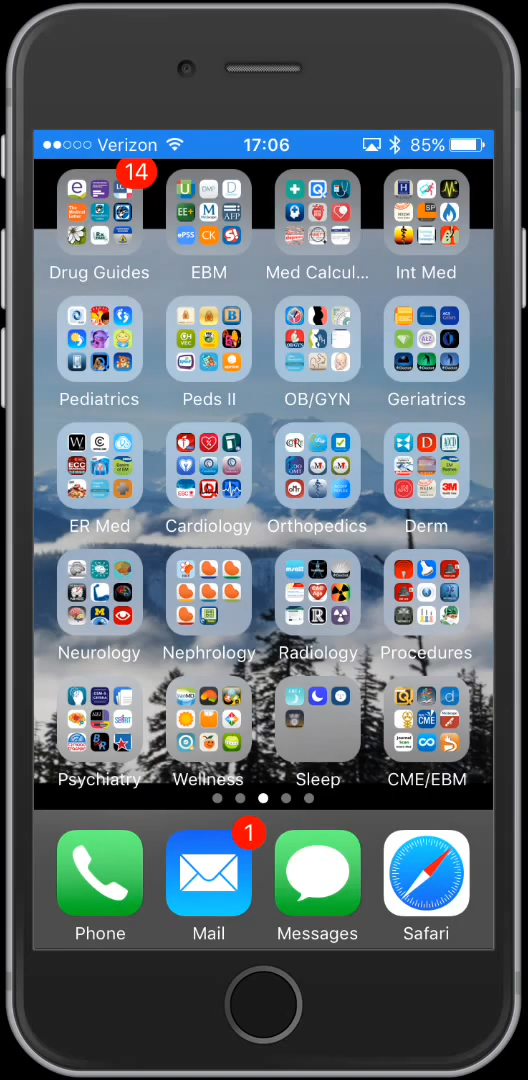 Verizon 17:06 85%
14
Drug Guides EBM Med Calcul... Int Med
Pediatrics Peds II OB/GYN Geriatrics
ER Med Cardiology Orthopedics Derm
Neurology Nephrology Radiology Procedures
Psychiatry Wellness Sleep CME/EBM
1
Phone Mail Messages Safari